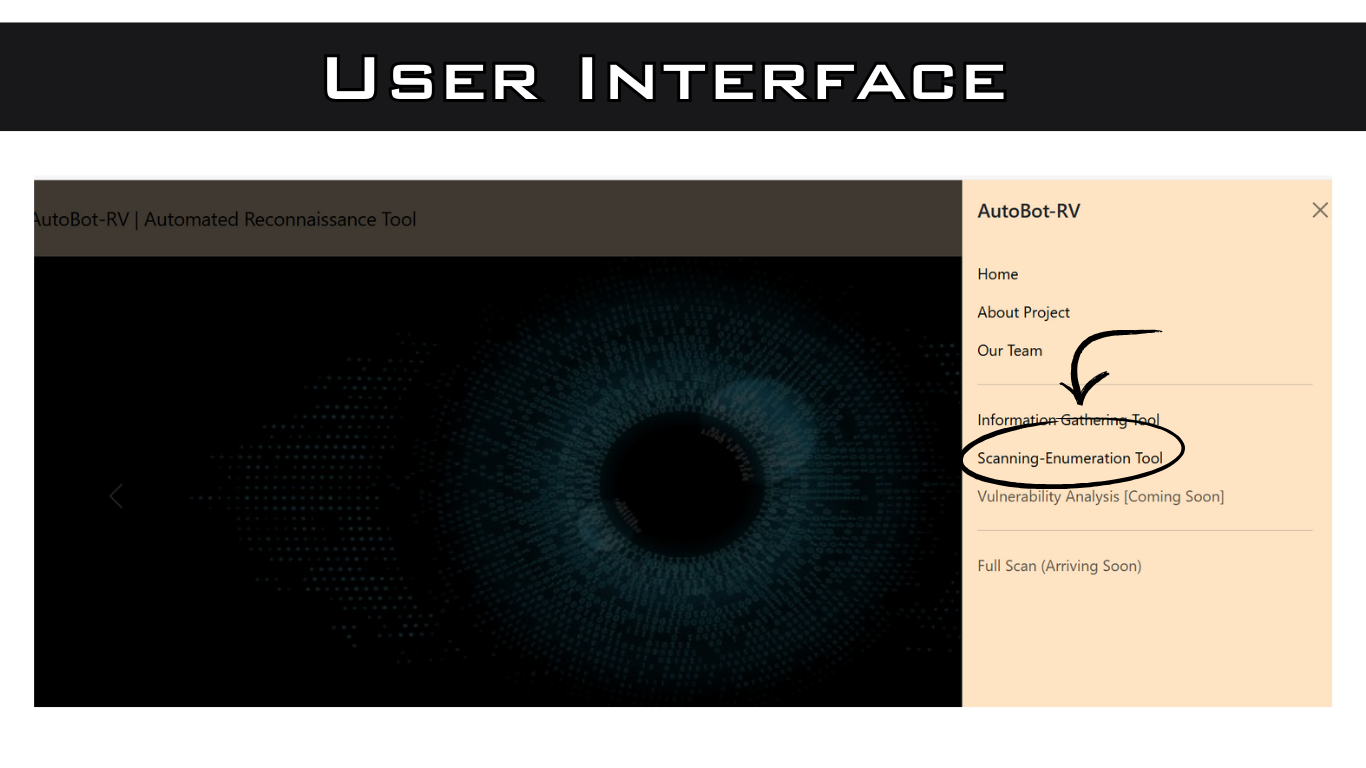 User Interface
AutoBot-RV | Automated Reconnaissance Tool
AutoBot-RV
Home
About Project
Our Team
Information Gathering Tool
Scanning-Enumeration Tool
Vulnerability Analysis [Coming Soon]
Full Scan (Arriving Soon)